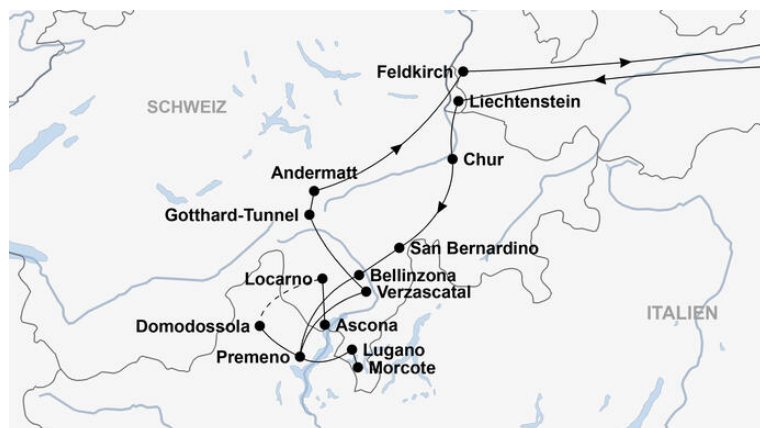 Feldkirch
SCHWEIZ
Liechtenstein
Chur
Andermatt
Gotthard-Tunnel
San Bernardino
Locarno
Bellinzona
Verzascatal
ITALIEN
Domodossola
Ascona
Premeno
Lugano
Morcote